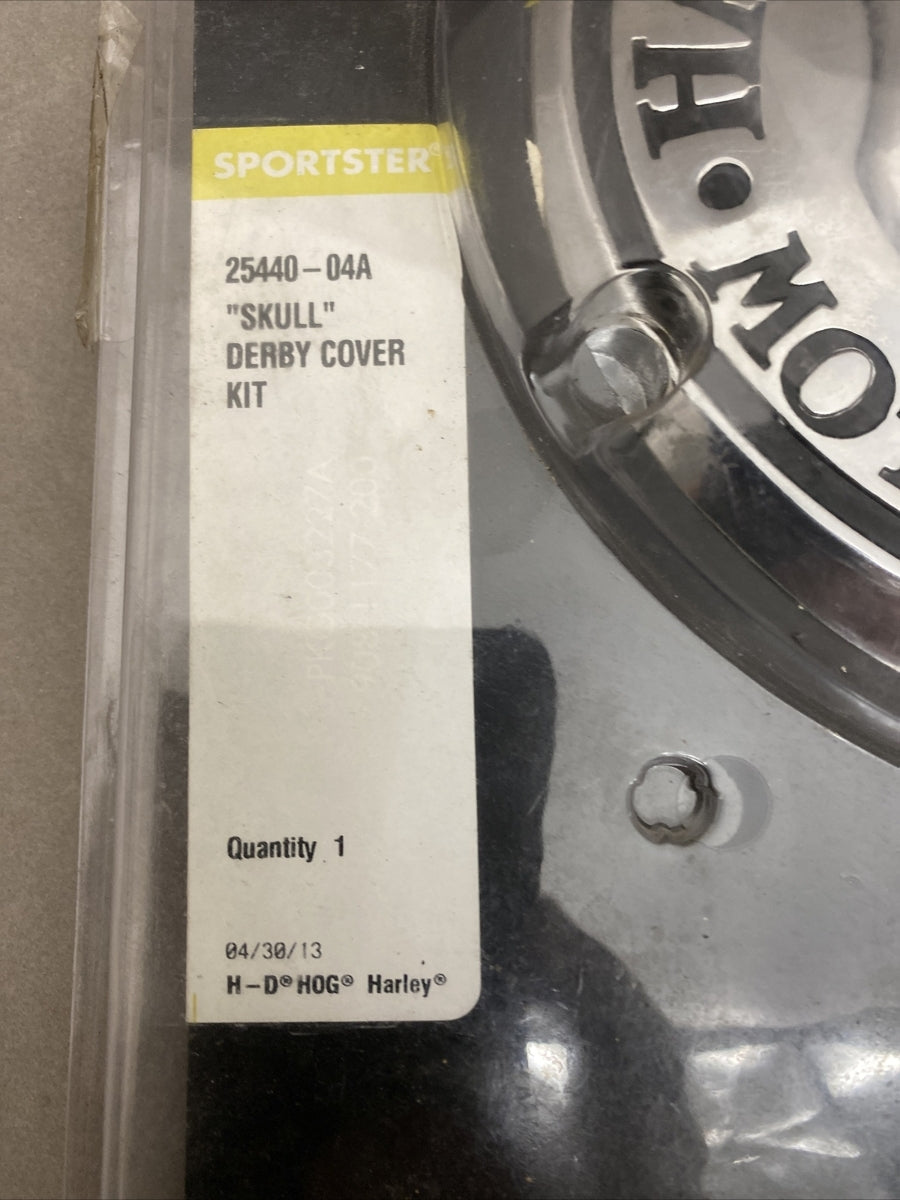 SPORTSTER®
25440-04A
"SKULL"
DERBY COVER
KIT
Quantity 1
04/30/13
H-D® HOG® Harley®